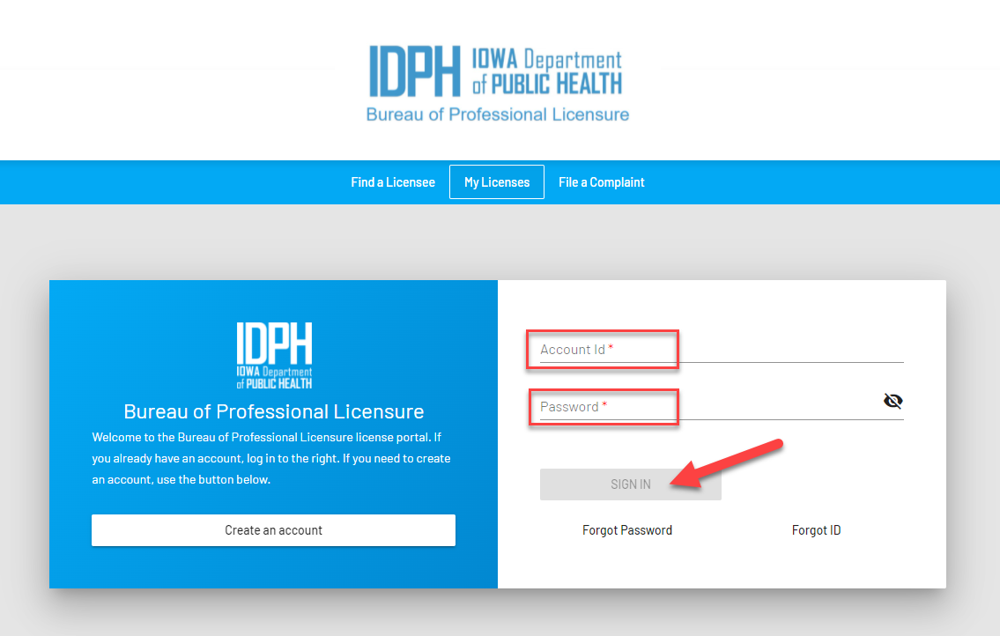 IDPH IOWA Department
of PUBLIC HEALTH
Bureau of Professional Licensure
Find a Licensee My Licenses File a Complaint
IDPH
IOWA Department
of PUBLIC HEALTH
Bureau of Professional Licensure
Welcome to the Bureau of Professional Licensure license portal. If
you already have an account, log in to the right. If you need to create
an account, use the button below.
Create an account
Account Id *
Password *
SIGN IN
Forgot Password Forgot ID